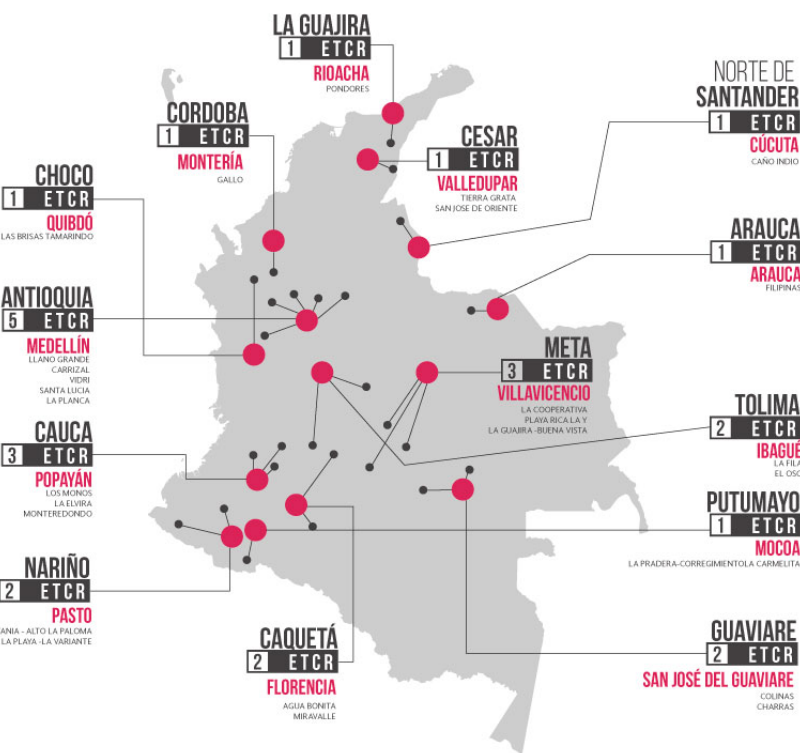 LA GUAJIRA
1 ETCR
RIOACHA
PONDORES
NORTE DE
SANTANDER
1 ETCR
CÚCUTA
CAÑO INDIO
CORDOBA
1 ETCR
MONTERÍA
GALLO
CESAR
1 ETCR
VALLEDUPAR
TIERRA GRATA
SAN JOSE DE ORIENTE
CHOCO
1 ETCR
QUIBDÓ
LAS BRISAS TAMARINDO
ARAUCA
1 ETCR
ARAUCA
FILIPINAS
ANTIOQUIA
5 ETCR
MEDELLÍN
LLANO GRANDE
CARRIZAL
VIDRI
SANTA LUCIA
LA PLANCA
META
3 ETCR
VILLAVICENCIO
LA COOPERATIVA
PLAYA RICA LA Y
LA GUAJIRA -BUENA VISTA
TOLIMA
2 ETCR
IBAGUÉ
LA FILA
EL OSO
CAUCA
3 ETCR
POPAYÁN
LOS MONOS
LA ELVIRA
MONTEREDONDO
PUTUMAYO
1 ETCR
MOCOA
LA PRADERA-CORREGIMIENTOLA CARMELITA
NARIÑO
2 ETCR
PASTO
ANIA - ALTO LA PALOMA
LA PLAYA -LA VARIANTE
CAQUETÁ
2 ETCR
FLORENCIA
AGUA BONITA
MIRAVALLE
GUAVIARE
2 ETCR
SAN JOSÉ DEL GUAVIARE
COLINAS
CHARRAS